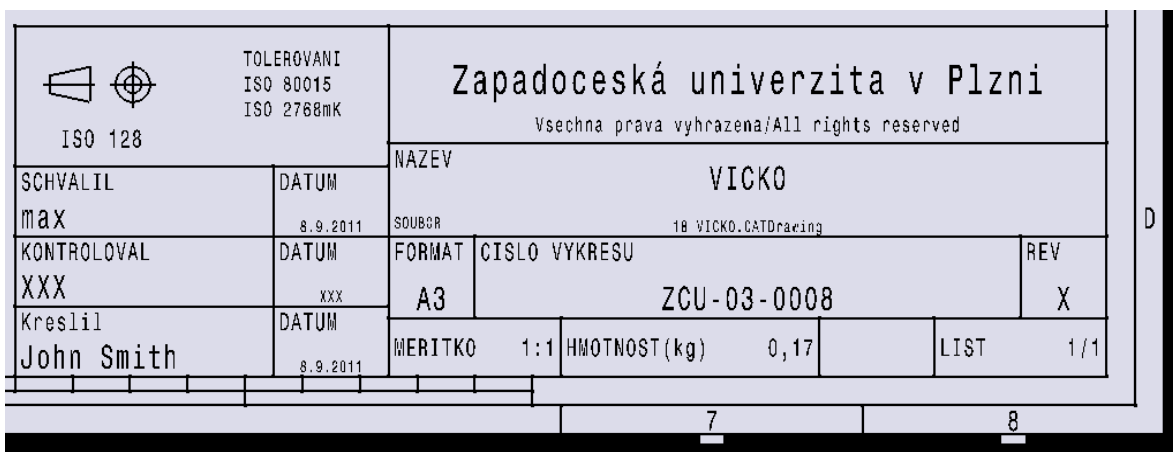 TOLEROVANI
ISO 80015
ISO 2768mK
ISO 128
Zapadoceská univerzita v Plzni
Vsechna prava vyhrazena/All rights reserved
SCHVALIL DATUM
max 8.9.2011
NAZEV
VICKO
SOUBOR 18 VICKO.CATDrawing
KONTROLOVAL DATUM
XXX XXX
FORMAT CISLO VYKRESU REV
A3 ZCU-03-0008 X
Kreslil DATUM
John Smith 8.9.2011
MERITKO 1:1 HMOTNOST(kg) 0,17 LIST 1/1
D
7 8